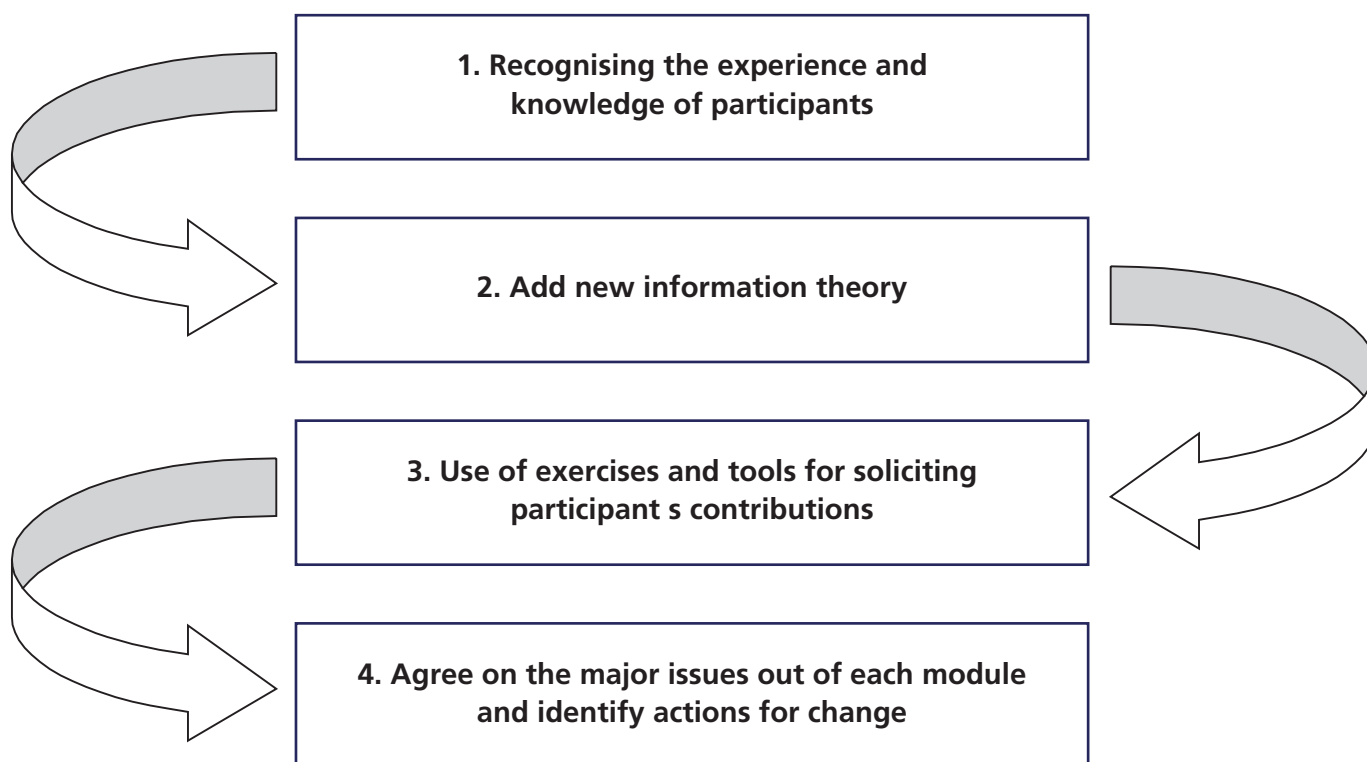 1. Recognising the experience and
knowledge of participants
2. Add new information theory
3. Use of exercises and tools for soliciting
participant s contributions
4. Agree on the major issues out of each module
and identify actions for change